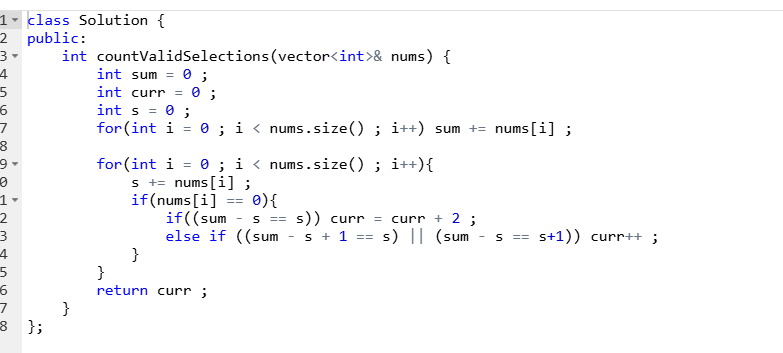 1 class Solution {
2 public:
3     int countValidSelections(vector<int>& nums) {
4         int sum = 0 ;
5         int curr = 0 ;
6         int s = 0 ;
7         for(int i = 0 ; i < nums.size() ; i++) sum += nums[i] ;
8
9         for(int i = 0 ; i < nums.size() ; i++){
0             s += nums[i] ;
1             if(nums[i] == 0){
2                 if((sum - s == s)) curr = curr + 2 ;
3                 else if ((sum - s + 1 == s) || (sum - s == s+1)) curr++ ;
4             }
5         }
6         return curr ;
7     }
8 };